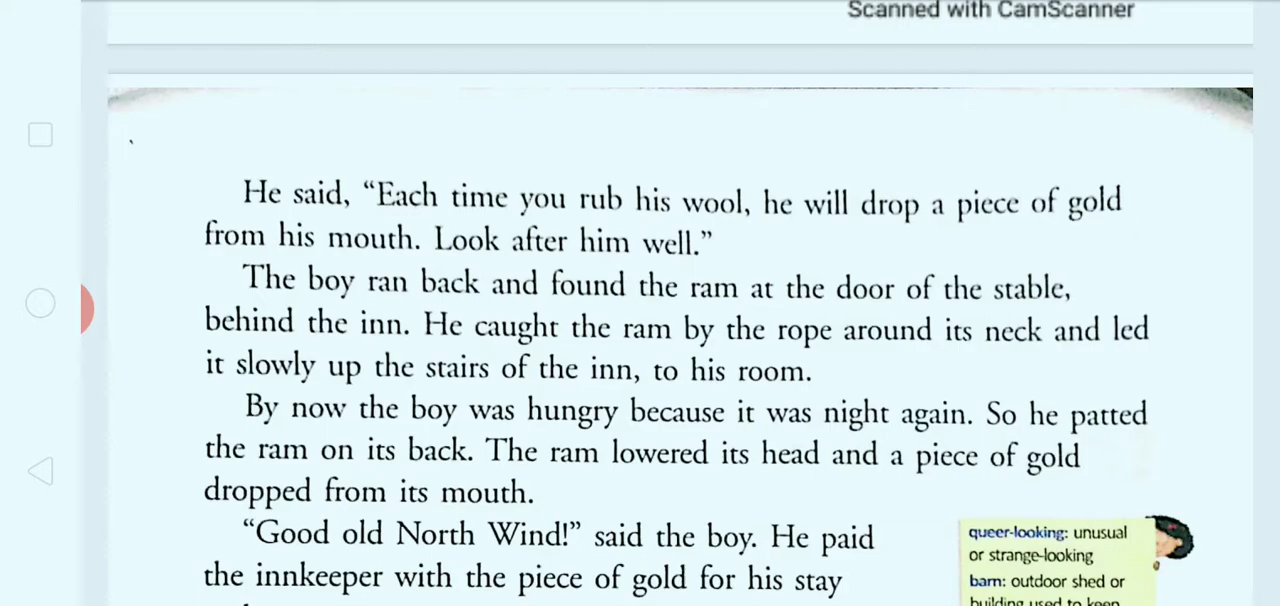 Scanned with CamScanner
He said, “Each time you rub his wool, he will drop a piece of gold
from his mouth. Look after him well.”
The boy ran back and found the ram at the door of the stable,
behind the inn. He caught the ram by the rope around its neck and led
it slowly up the stairs of the inn, to his room.
By now the boy was hungry because it was night again. So he patted
the ram on its back. The ram lowered its head and a piece of gold
dropped from its mouth.
“Good old North Wind!” said the boy. He paid
the innkeeper with the piece of gold for his stay
queer-looking: unusual
or strange-looking
barn: outdoor shed or
building used to keep